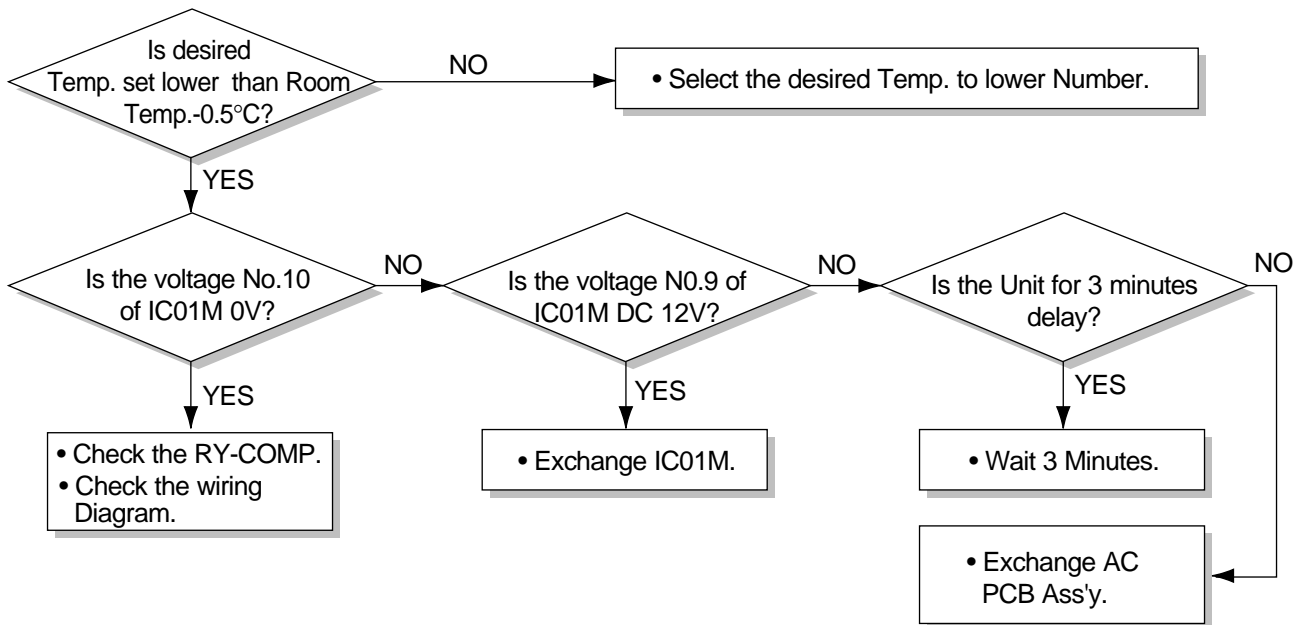 Is desired
Temp. set lower than Room
Temp.-0.5°C?
NO
• Select the desired Temp. to lower Number.
YES
Is the voltage No.10
of IC01M 0V?
NO
Is the voltage N0.9 of
IC01M DC 12V?
NO
Is the Unit for 3 minutes
delay?
NO
YES
• Check the RY-COMP.
• Check the wiring
Diagram.
YES
• Exchange IC01M.
YES
• Wait 3 Minutes.
• Exchange AC
PCB Ass'y.